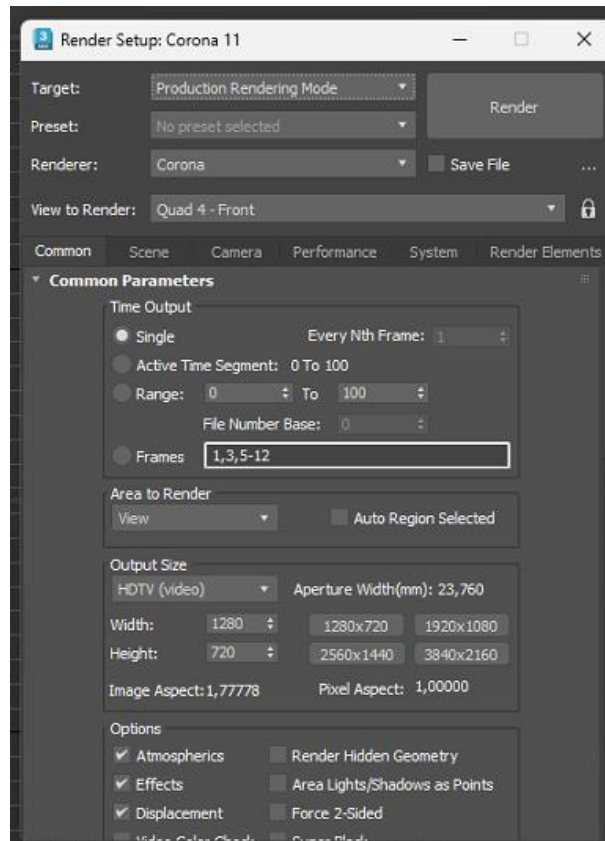 3
Render Setup: Corona 11
Target: Production Rendering Mode
Render
Preset: No preset selected
Renderer: Corona Save File ...
View to Render: Quad 4 - Front
Common Scene Camera Performance System Render Elements
Common Parameters
Time Output
Single Every Nth Frame: 1
Active Time Segment: 0 To 100
Range: 0 To 100
File Number Base: 0
Frames 1,3,5-12
Area to Render
View Auto Region Selected
Output Size
HDTV (video) Aperture Width(mm): 23,760
Width: 1280 1280x720 1920x1080
Height: 720 2560x1440 3840x2160
Image Aspect: 1,77778 Pixel Aspect: 1,00000
Options
Atmospherics Render Hidden Geometry
Effects Area Lights/Shadows as Points
Displacement Force 2-Sided